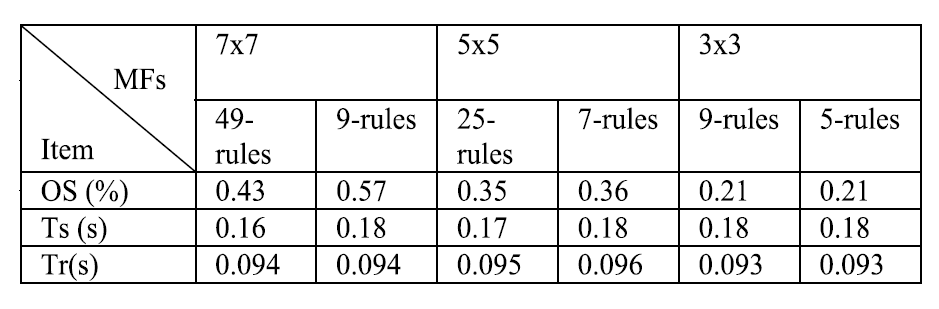 MFs
Item
7x7
5x5
3x3
49-
rules
9-rules
25-
rules
7-rules
9-rules
5-rules
OS (%) 0.43 0.57 0.35 0.36 0.21 0.21
Ts (s) 0.16 0.18 0.17 0.18 0.18 0.18
Tr(s) 0.094 0.094 0.095 0.096 0.093 0.093